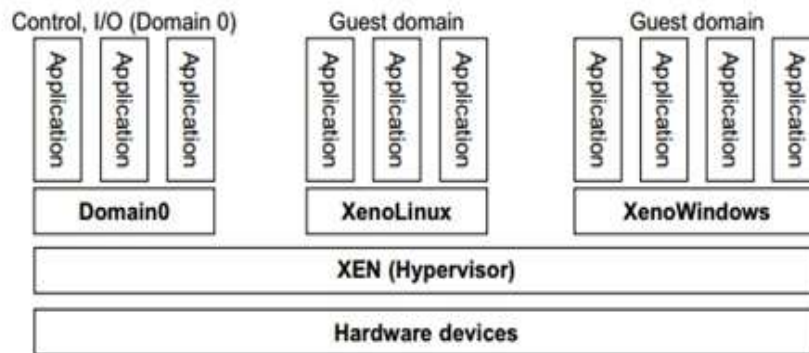 Control, I/O (Domain 0)
Guest domain
Guest domain
Application
Application
Application
Application
Application
Application
Application
Application
Application
Application
Domain0
XenoLinux
XenoWindows
XEN (Hypervisor)
Hardware devices